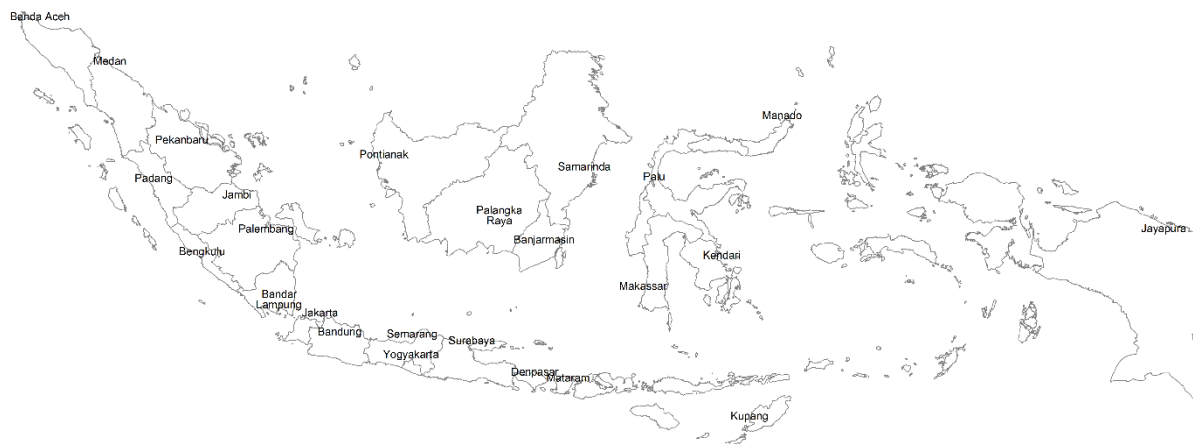 Banda Aceh
Medan
Manado
Pekanbaru
Pontianak
Samarinda
Padang
Palu
Jambi
Palangka
Raya
Palembang
Jayapura
Banjarmasin
Bengkulu
Kendari
Makassar
Bandar
Lampung
Jakarta
Bandung
Semarang
Surabaya
Yogyakarta
Denpasar
Mataram
Kupang